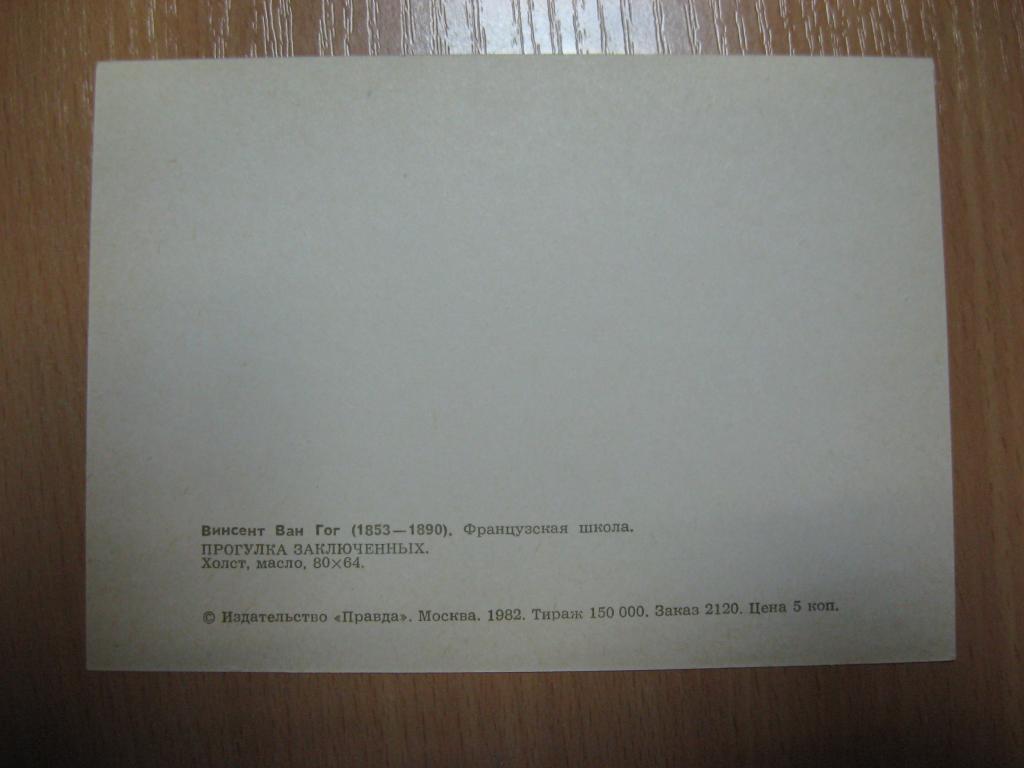 Винсент Ван Гог (1853—1890). Французская школа.
ПРОГУЛКА ЗАКЛЮЧЕННЫХ.
Холст, масло, 80×64.
© Издательство «Правда». Москва. 1982. Тираж 150 000. Заказ 2120. Цена 5 коп.